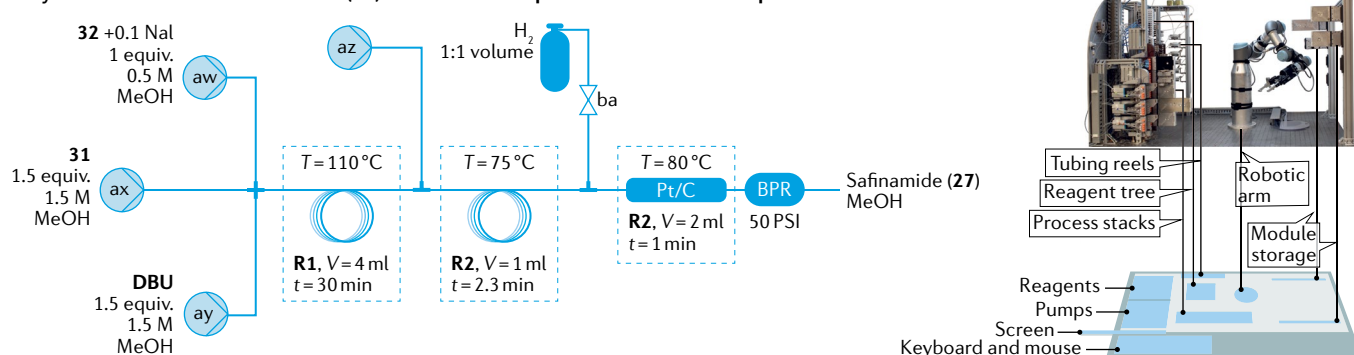 32 +0.1 NaI
1 equiv.
0.5 M
MeOH
aw
az
H2
1:1 volume
ba
31
1.5 equiv.
1.5 M
MeOH
ax
T=110 °C
R1, V=4 ml
t=30 min
T=75 °C
R2, V=1 ml
t=2.3 min
T=80 °C
Pt/C
R2, V=2 ml
t=1 min
BPR
50 PSI
Safinamide (27)
MeOH
DBU
1.5 equiv.
1.5 M
MeOH
ay
Tubing reels
Reagent tree
Process stacks
Robotic
arm
Module
storage
Reagents
Pumps
Screen
Keyboard and mouse